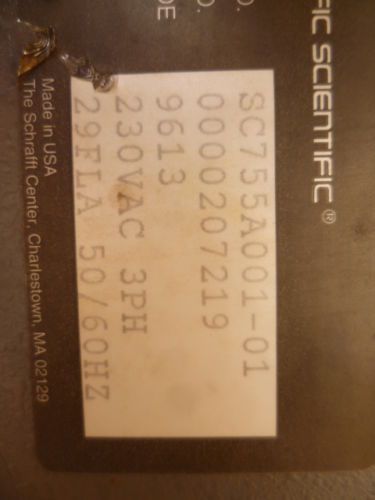 FIC SCIENTIFIC®
O.
O.
DE
SC755A001-01
0000207219
9613
230VAC 3PH
29FLA 50/60HZ
Made in USA
The Schrafft Center, Charlestown, MA 02129